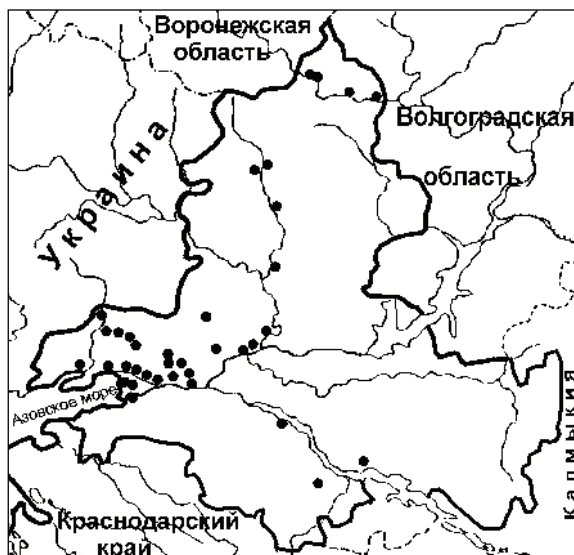 Воронежская
область
Украина
Волгоградская
область
Азовское море
Калмыкия
Краснодарский
край